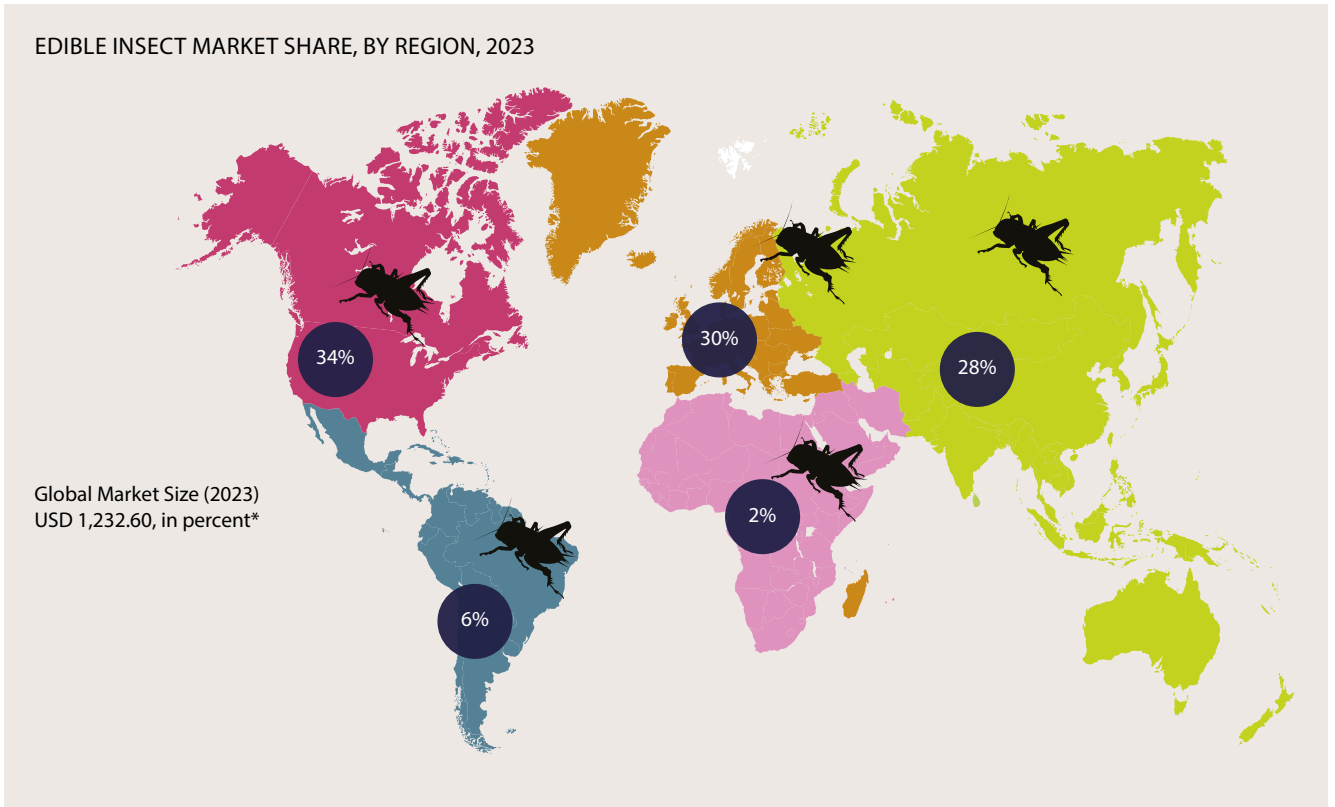 EDIBLE INSECT MARKET SHARE, BY REGION, 2023
34%
30%
28%
2%
6%
Global Market Size (2023)
USD 1,232.60, in percent*